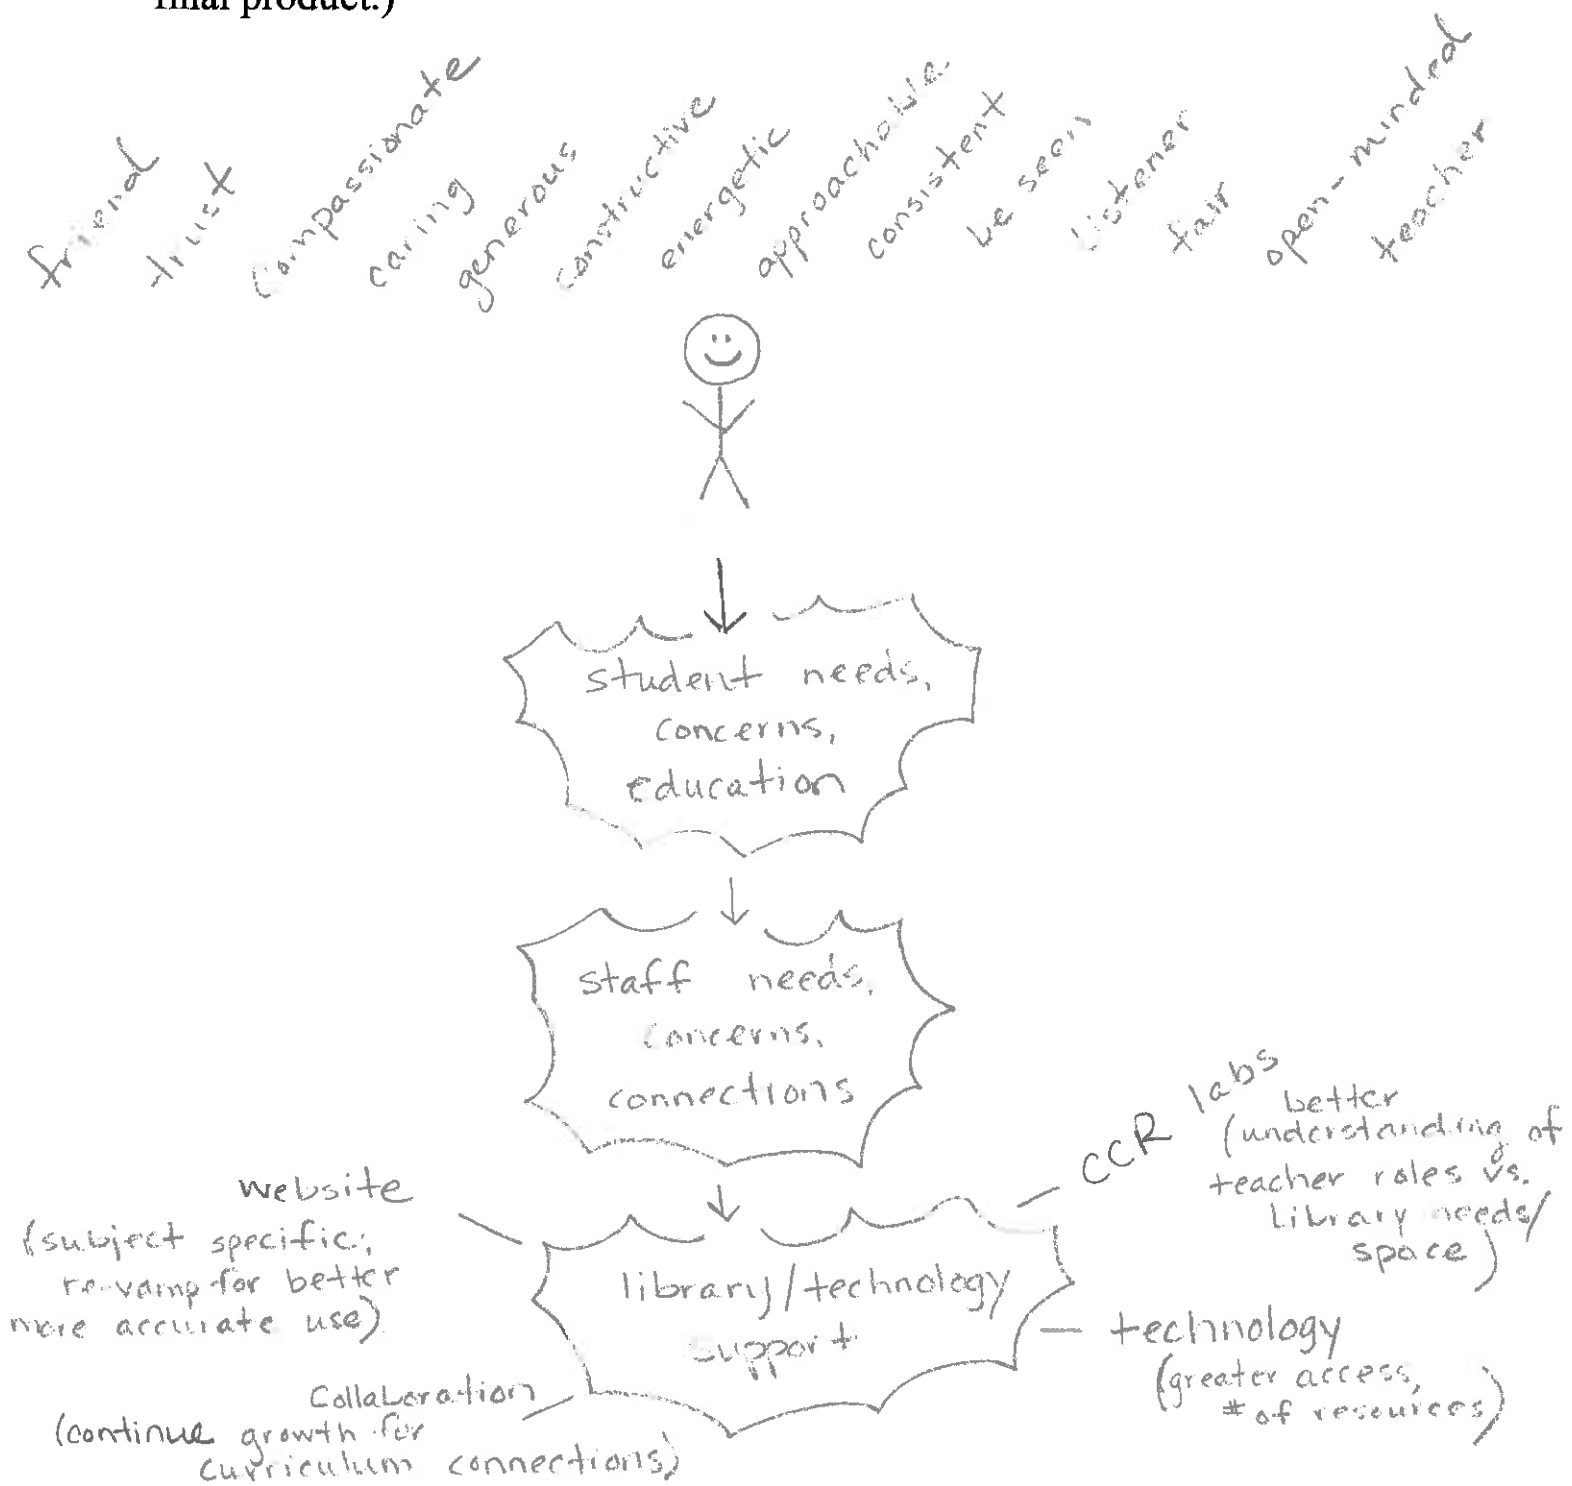 final product.)
friend
trust
compassionate
caring
generous
constructive
energetic
approachable
consistent
be seen
listener
fair
open-minded
teacher
student needs,
concerns,
education
staff needs,
concerns,
connections
CCR labs
better
(understanding of
teacher roles vs.
library needs/
space)
website
(subject specific,
re-vamp for better
more accurate use)
library/technology
support
technology
(greater access,
# of resources)
Collaboration
(continue growth for
curriculum connections)